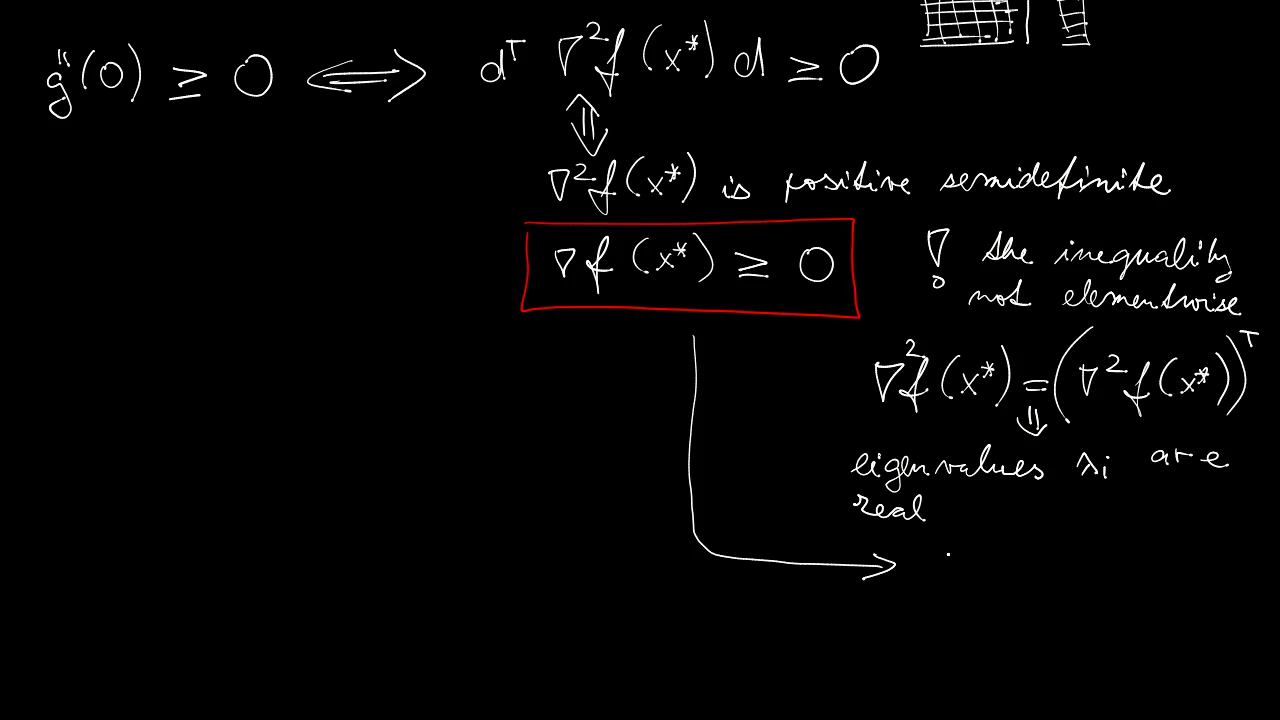 g''(0) ≥ 0 ⟺ dᵀ ∇²f(x*) d ≥ 0
⇕
∇²f(x*) is positive semidefinite
∇f(x*) ≥ 0
! the inequality
not elementwise
∇²f(x*) = (∇²f(x*))ᵀ
⇓
eigenvalues λi are
real